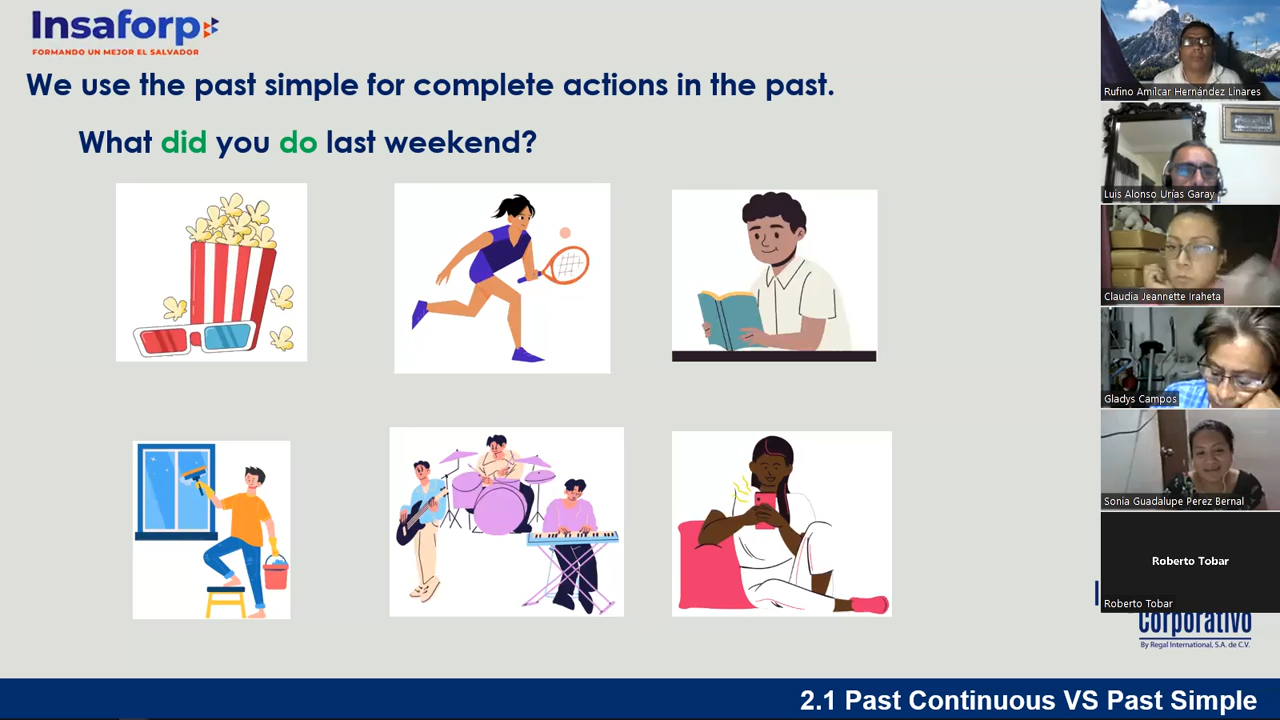 Insaforp
FORMANDO UN MEJOR EL SALVADOR
We use the past simple for complete actions in the past.
What did you do last weekend?
Rufino Amílcar Hernández Linares
Luis Alonso Urías Garay
Claudia Jeannette Iraheta
Gladys Campos
Sonia Guadalupe Perez Bernal
Roberto Tobar
Roberto Tobar
Corporativo
By Regal International, S.A. de C.V.
2.1 Past Continuous VS Past Simple